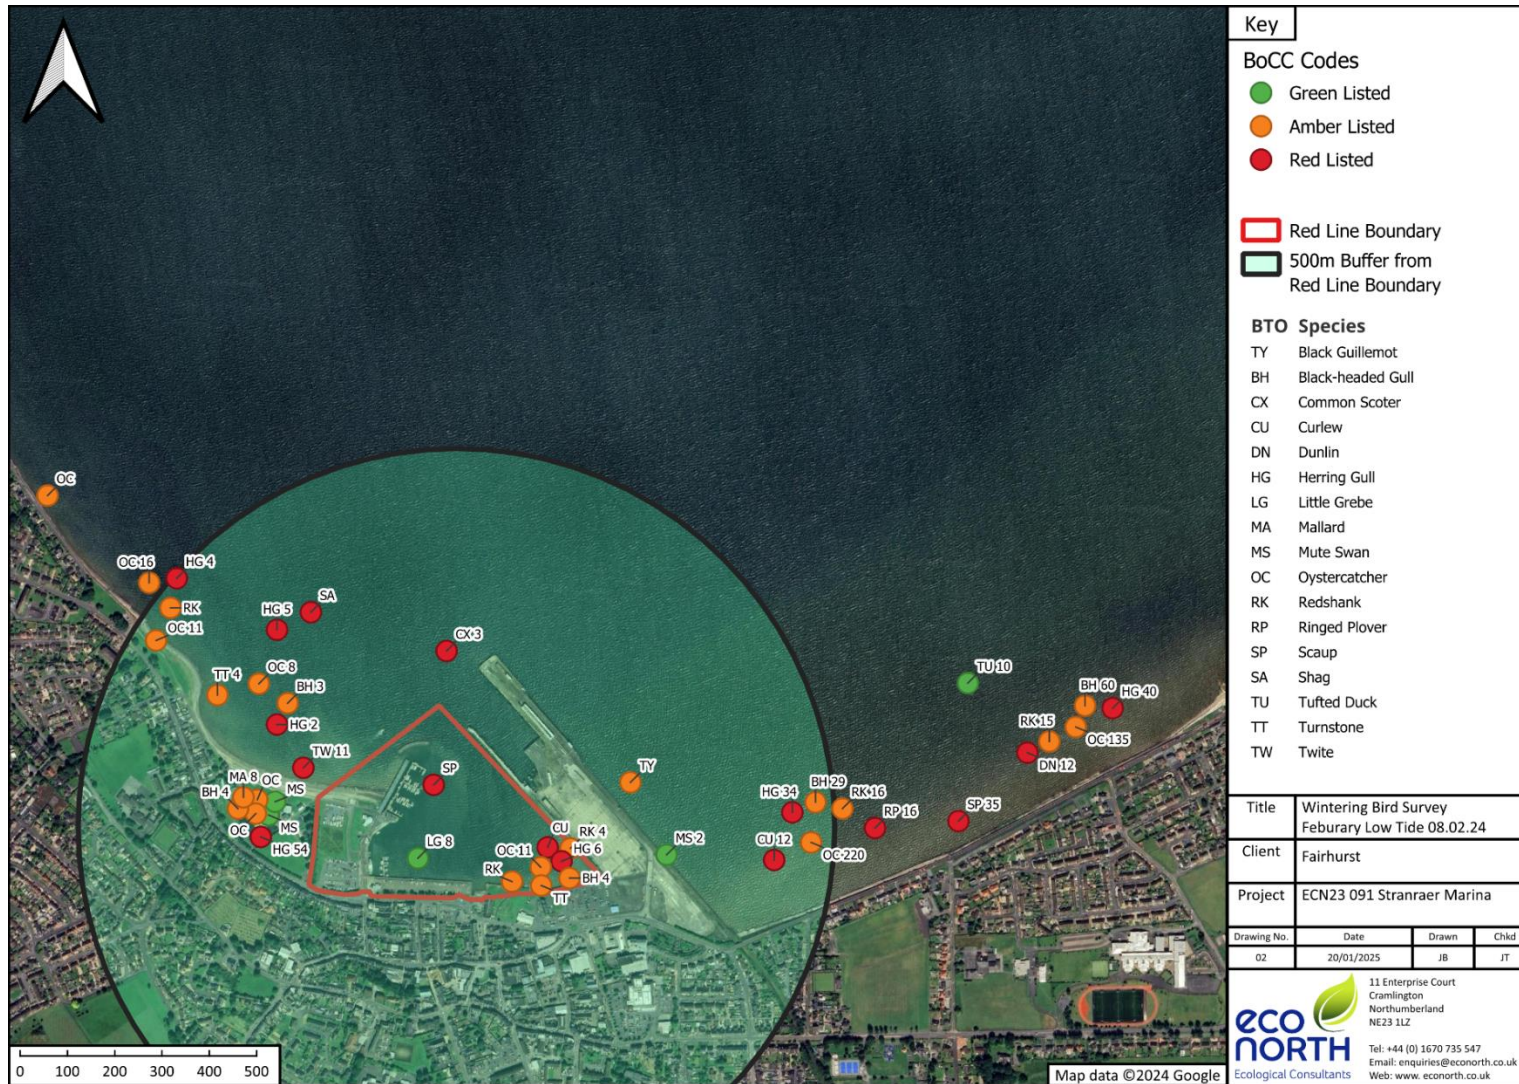 OC
OC 16
HG 4
RK
OC 11
HG 5
SA
CX 3
TT 4
OC 8
BH 3
HG 2
TW 11
MA 8
OC
MS
BH 4
OC
MS
HG 54
SP
LG 8
TY
CU
RK 4
OC 11
HG 6
RK
BH 4
TT
MS 2
TU 10
BH 60
HG 40
RK 15
OC 135
DN 12
BH 29
HG 34
RK 16
RP 16
SP 35
CU 12
OC 220
0 100 200 300 400 500
Map data ©2024 Google
Key
BoCC Codes
Green Listed
Amber Listed
Red Listed
Red Line Boundary
500m Buffer from
Red Line Boundary
BTO Species
TY Black Guillemot
BH Black-headed Gull
CX Common Scoter
CU Curlew
DN Dunlin
HG Herring Gull
LG Little Grebe
MA Mallard
MS Mute Swan
OC Oystercatcher
RK Redshank
RP Ringed Plover
SP Scaup
SA Shag
TU Tufted Duck
TT Turnstone
TW Twite
Title Wintering Bird Survey
Feburary Low Tide 08.02.24
Client Fairhurst
Project ECN23 091 Stranraer Marina
Drawing No. Date Drawn Chkd
02 20/01/2025 JB JT
eco
NORTH
Ecological Consultants
11 Enterprise Court
Cramlington
Northumberland
NE23 1LZ
Tel: +44 (0) 1670 735 547
Email: enquiries@econorth.co.uk
Web: www. econorth.co.uk